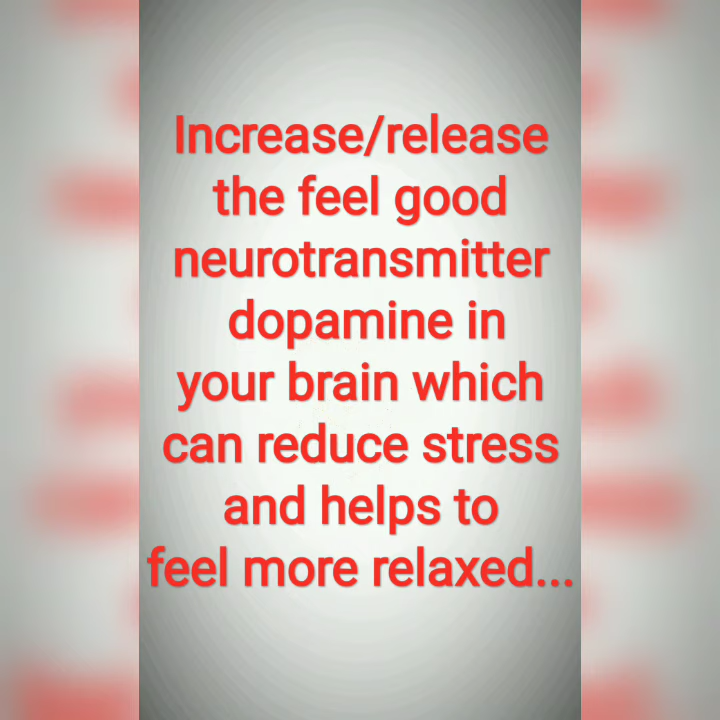 Increase/release
the feel good
neurotransmitter
dopamine in
your brain which
can reduce stress
and helps to
feel more relaxed...